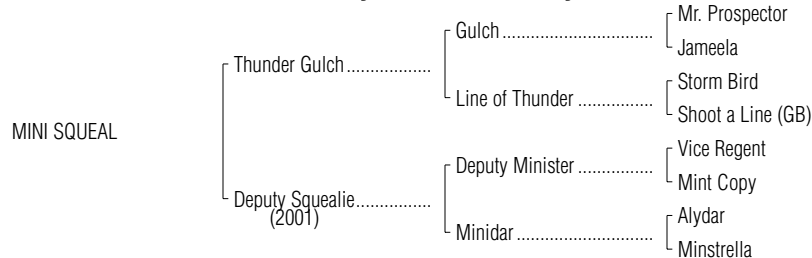 Mr. Prospector
Gulch ................................
Jameela
Thunder Gulch ..................
Storm Bird
Line of Thunder ................
Shoot a Line (GB)
MINI SQUEAL
Vice Regent
Deputy Minister ................
Mint Copy
Deputy Squealie................
(2001)
Alydar
Minidar .............................
Minstrella